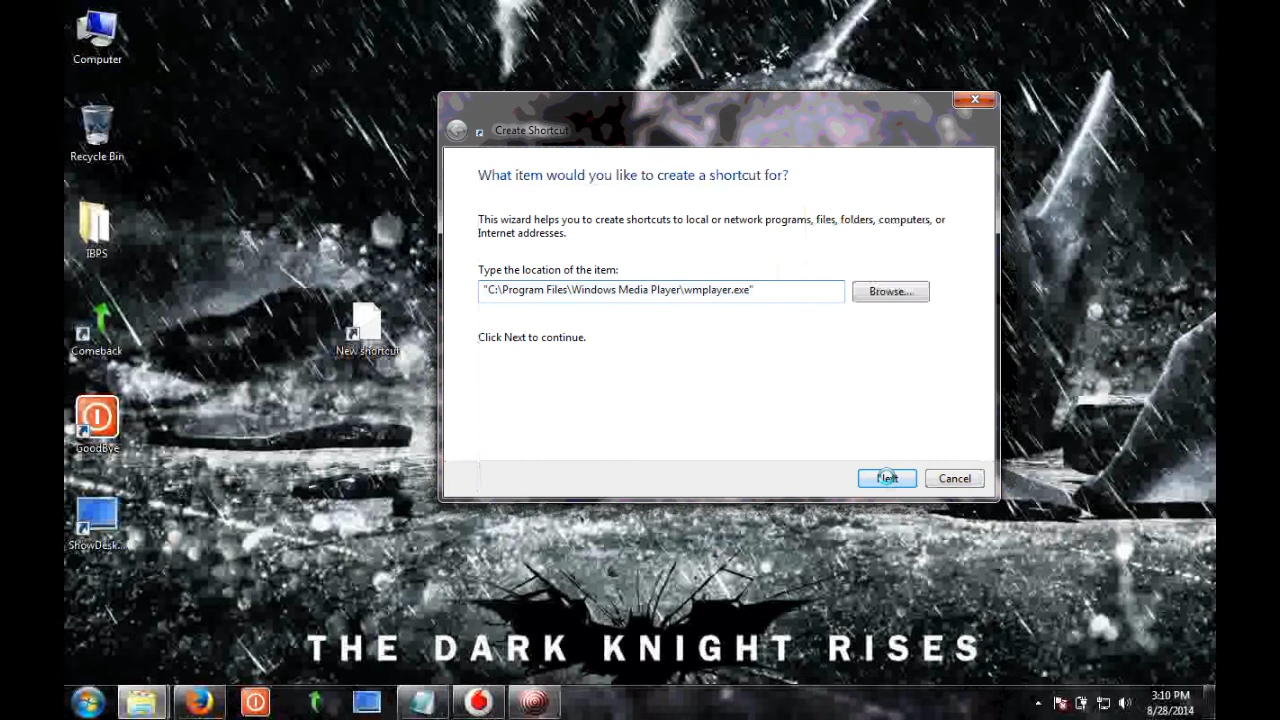 Computer
Recycle Bin
IBPS
Comeback
New shortcut
GoodBye
ShowDesk...
Create Shortcut
What item would you like to create a shortcut for?
This wizard helps you to create shortcuts to local or network programs, files, folders, computers, or
Internet addresses.
Type the location of the item:
"C:\Program Files\Windows Media Player\wmplayer.exe"
Browse...
Click Next to continue.
Next
Cancel
THE DARK KNIGHT RISES
3:10 PM
8/28/2014